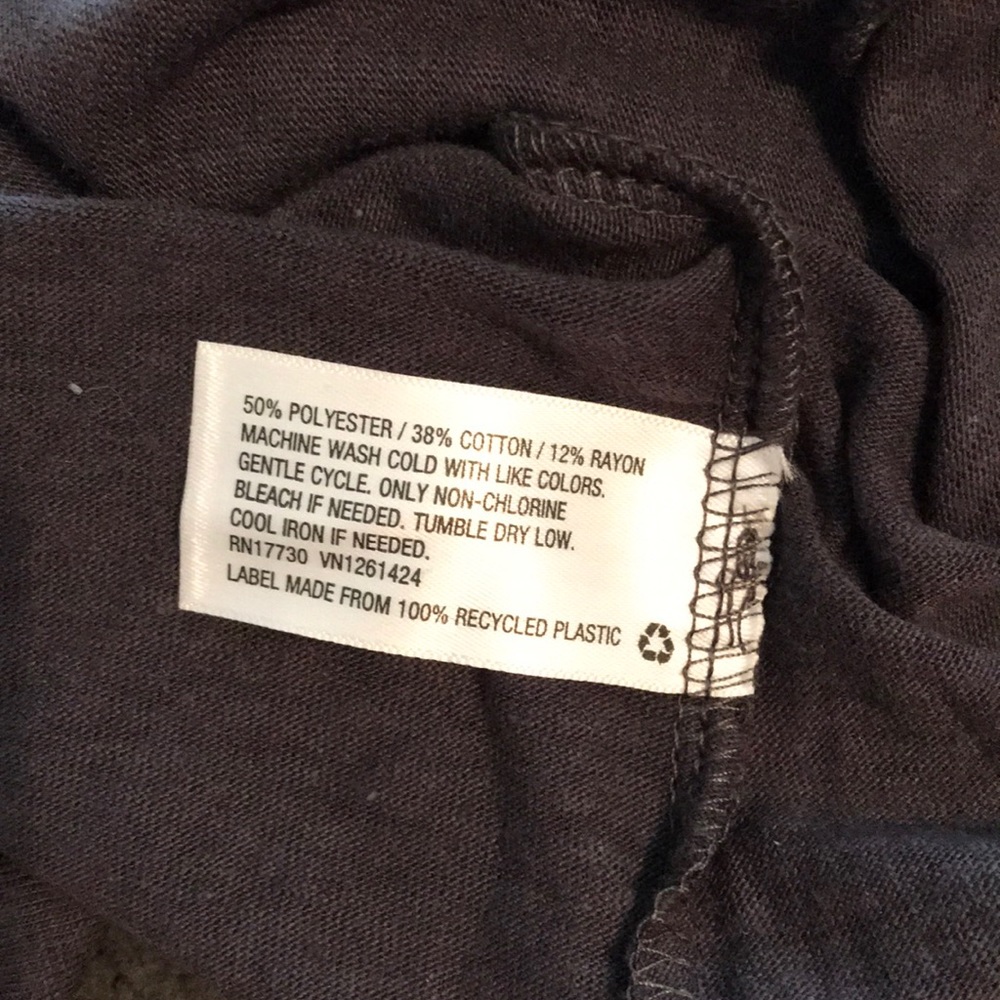 50% POLYESTER / 38% COTTON / 12% RAYON
MACHINE WASH COLD WITH LIKE COLORS.
GENTLE CYCLE. ONLY NON-CHLORINE
BLEACH IF NEEDED. TUMBLE DRY LOW.
COOL IRON IF NEEDED.
RN17730 VN1261424
LABEL MADE FROM 100% RECYCLED PLASTIC